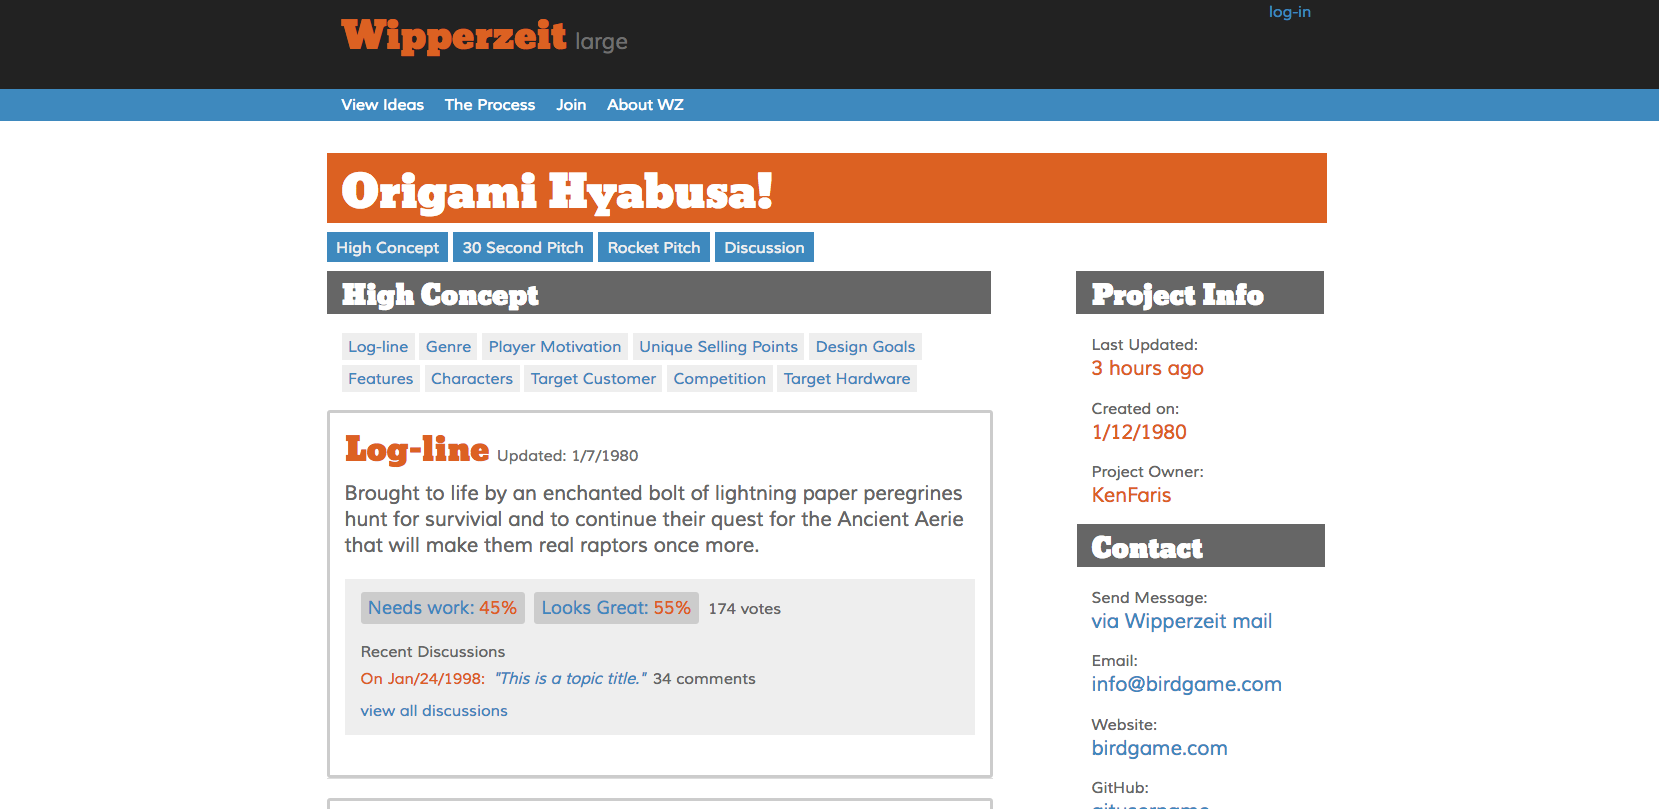 log-in
Wipperzeit large
View Ideas The Process Join About WZ
Origami Hyabusa!
High Concept 30 Second Pitch Rocket Pitch Discussion
High Concept
Log-line Genre Player Motivation Unique Selling Points Design Goals
Features Characters Target Customer Competition Target Hardware
Log-line Updated: 1/7/1980
Brought to life by an enchanted bolt of lightning paper peregrines
hunt for survivial and to continue their quest for the Ancient Aerie
that will make them real raptors once more.
Needs work: 45% Looks Great: 55% 174 votes
Recent Discussions
On Jan/24/1998: "This is a topic title." 34 comments
view all discussions
Project Info
Last Updated:
3 hours ago
Created on:
1/12/1980
Project Owner:
KenFaris
Contact
Send Message:
via Wipperzeit mail
Email:
info@birdgame.com
Website:
birdgame.com
GitHub: